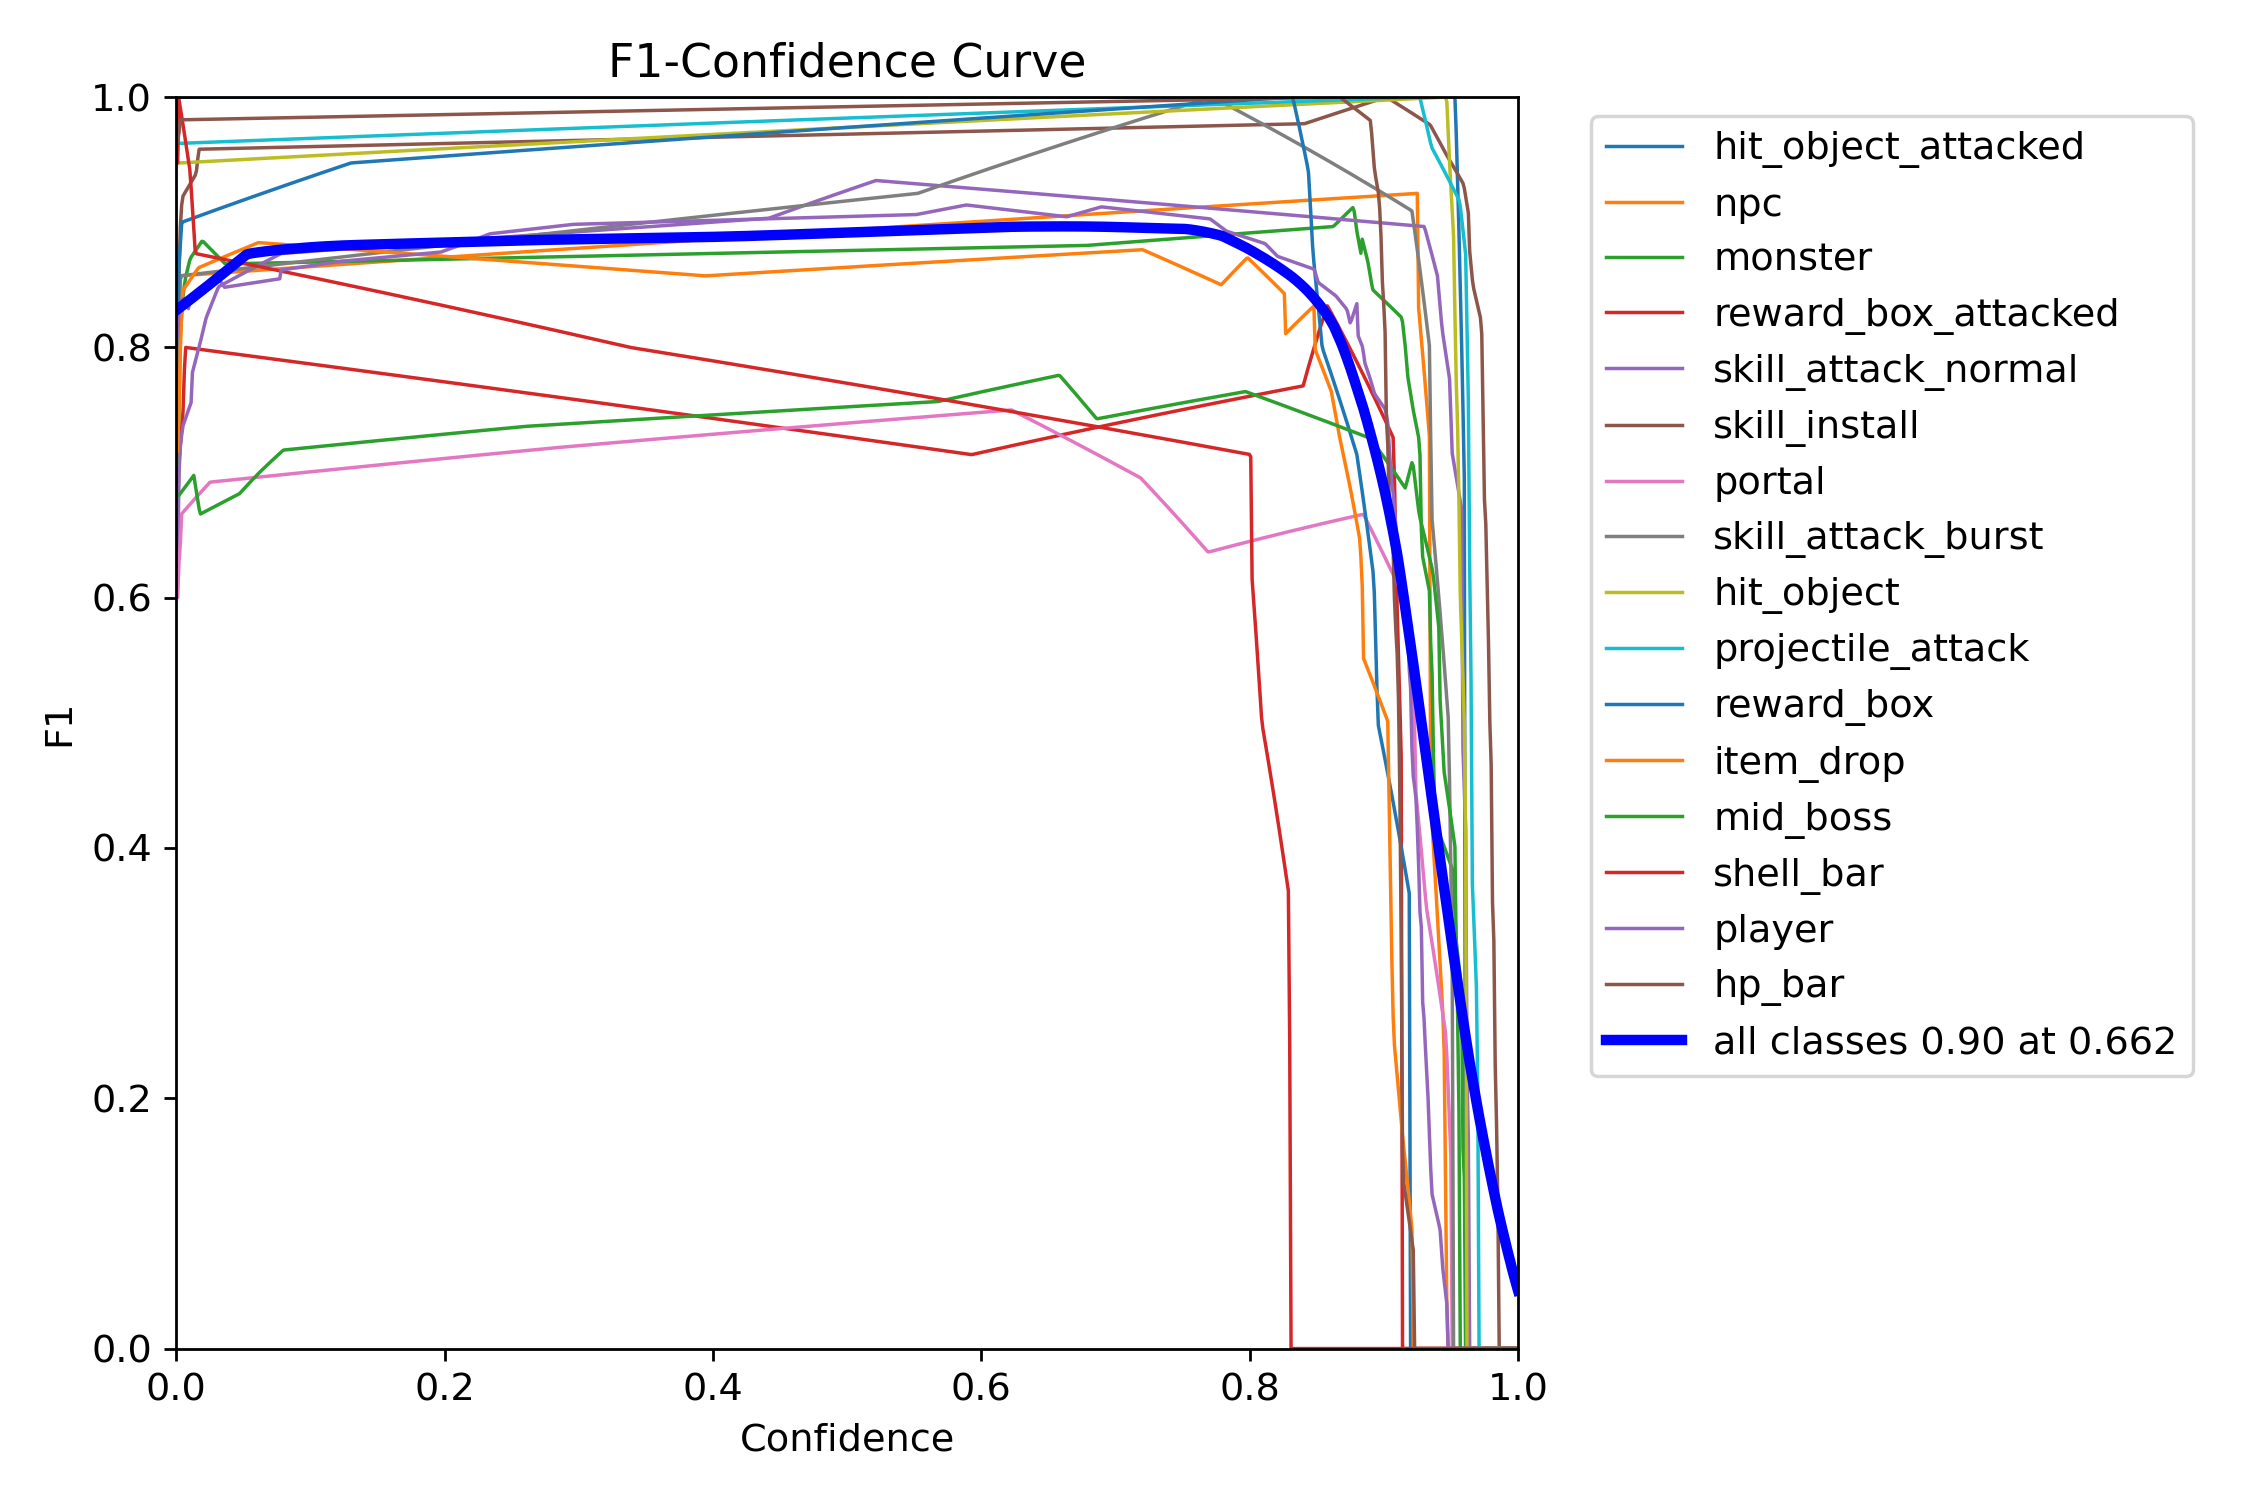 F1-Confidence Curve
1.0
0.8
0.6
0.4
0.2
0.0
F1
0.0 0.2 0.4 0.6 0.8 1.0
Confidence
hit_object_attacked
npc
monster
reward_box_attacked
skill_attack_normal
skill_install
portal
skill_attack_burst
hit_object
projectile_attack
reward_box
item_drop
mid_boss
shell_bar
player
hp_bar
all classes 0.90 at 0.662